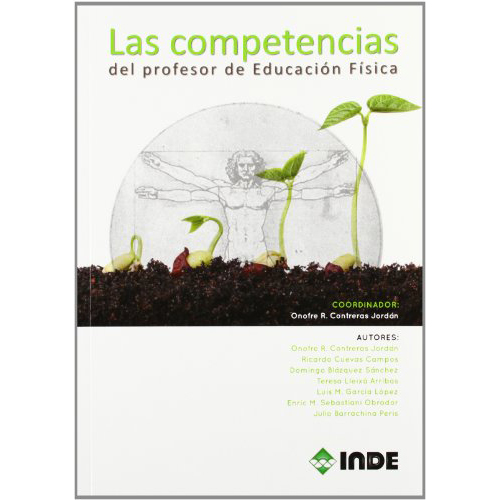 Las competencias
del profesor de Educación Física
COORDINADOR:
Onofre R. Contreras Jordán
AUTORES:
Onofre R. Contreras Jordán
Ricardo Cuevas Campos
Domingo Blázquez Sánchez
Teresa Lleixà Arribas
Luis M. García López
Enric M. Sebastiani Obrador
Julia Barrachina Peris
INDE